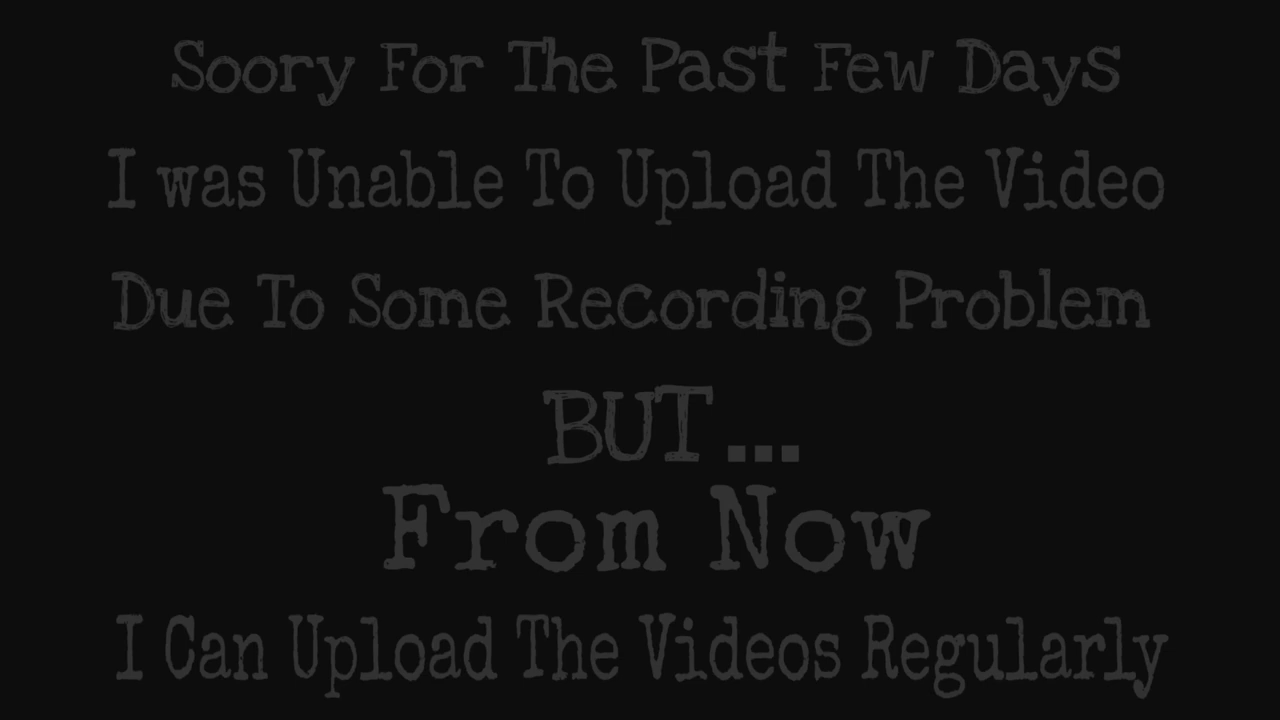 Soory For The Past Few Days
I was Unable To Upload The Video
Due To Some Recording Problem
BUT...
From Now
I Can Upload The Videos Regularly